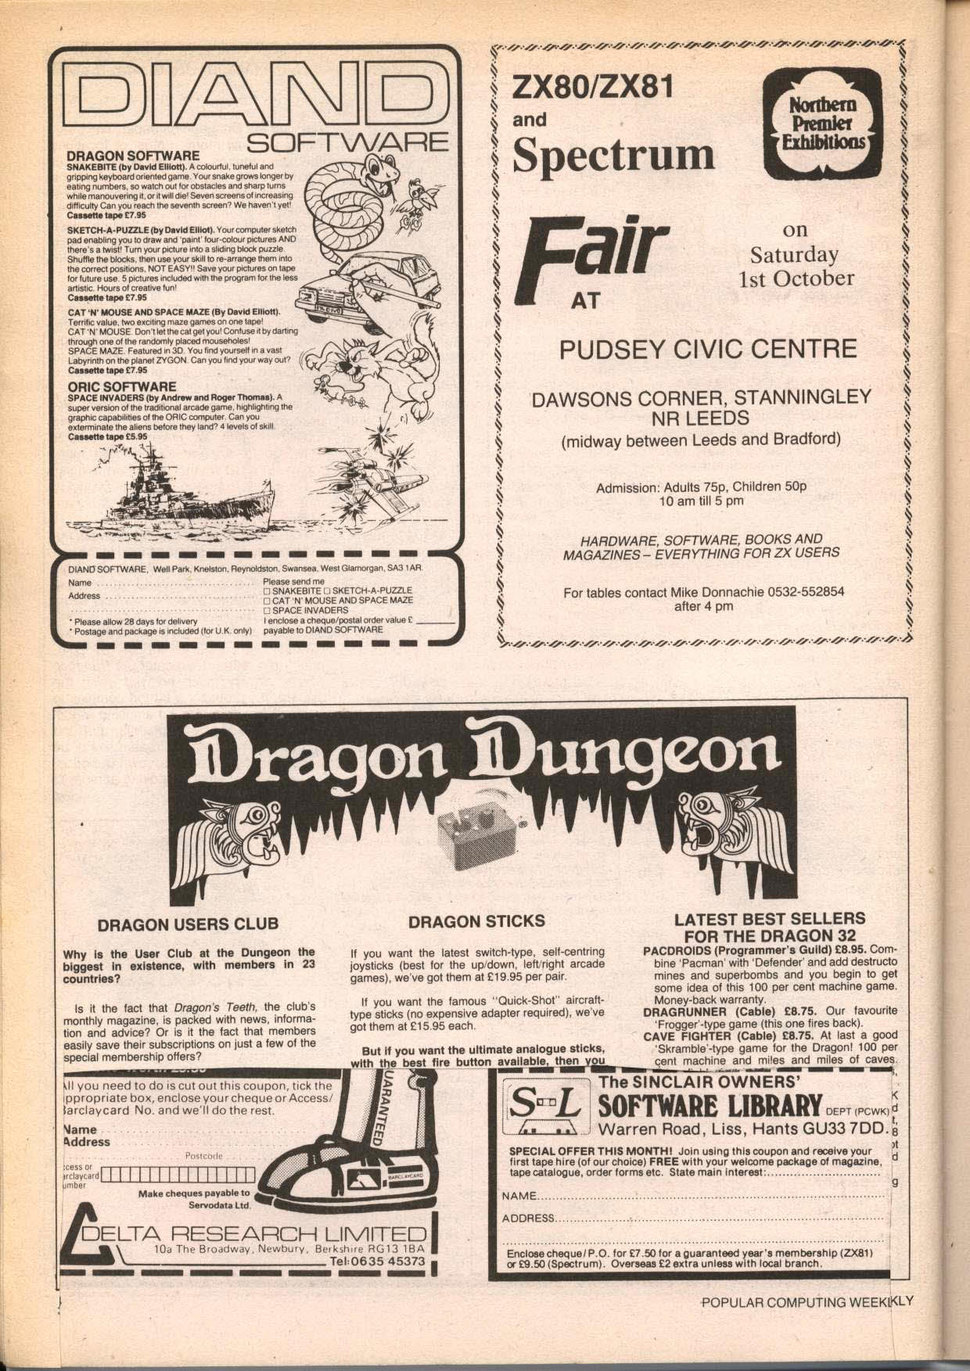 DIAND
SOFTWARE
DRAGON SOFTWARE
SNAKEBITE (by David Elliott). A colourful, tuneful and
gripping keyboard oriented game. Your snake grows longer by
eating numbers, so watch out for obstacles and sharp turns
while manouvering it, or it will die! Seven screens of increasing
difficulty Can you reach the seventh screen? We haven't yet!
Cassette tape £7.95
SKETCH-A-PUZZLE (by David Elliot). Your computer sketch
pad enabling you to draw and 'paint' four-colour pictures AND
there's a twist! Turn your picture into a sliding block puzzle.
Shuffle the blocks, then use your skill to re-arrange them into
the correct positions. NOT EASY!! Save your pictures on tape
for future use. 5 pictures included with the program for the less
artistic. Hours of creative fun!
Cassette tape £7.95
CAT 'N' MOUSE AND SPACE MAZE (By David Elliott).
Terrific value, two exciting maze games on one tape!
CAT 'N' MOUSE. Don't let the cat get you! Confuse it by darting
through one of the randomly placed mouseholes!
SPACE MAZE. Featured in 3D. You find yourself in a vast
Labyrinth on the planet ZYGON. Can you find your way out?
Cassette tape £7.95
ORIC SOFTWARE
SPACE INVADERS (by Andrew and Roger Thomas). A
super version of the traditional arcade game, highlighting the
graphic capabilities of the ORIC computer. Can you
exterminate the aliens before they land? 4 levels of skill.
Cassette tape £5.95
DIAND SOFTWARE, Well Park, Knelston, Reynoldston, Swansea, West Glamorgan, SA3 1AR.
Name
Address
Please send me
☐ SNAKEBITE ☐ SKETCH-A-PUZZLE
☐ CAT 'N' MOUSE AND SPACE MAZE
☐ SPACE INVADERS
* Please allow 28 days for delivery
* Postage and package is included (for U.K. only)
I enclose a cheque/postal order value £
payable to DIAND SOFTWARE
ZX80/ZX81
and
Spectrum
Northern
Premier
Exhibitions
Fair
AT
on
Saturday
1st October
PUDSEY CIVIC CENTRE
DAWSONS CORNER, STANNINGLEY
NR LEEDS
(midway between Leeds and Bradford)
Admission: Adults 75p, Children 50p
10 am till 5 pm
HARDWARE, SOFTWARE, BOOKS AND
MAGAZINES – EVERYTHING FOR ZX USERS
For tables contact Mike Donnachie 0532-552854
after 4 pm
Dragon Dungeon
DRAGON USERS CLUB
Why is the User Club at the Dungeon the
biggest in existence, with members in 23
countries?
Is it the fact that Dragon's Teeth, the club's
monthly magazine, is packed with news, informa-
tion and advice? Or is it the fact that members
easily save their subscriptions on just a few of the
special membership offers?
DRAGON STICKS
If you want the latest switch-type, self-centring
joysticks (best for the up/down, left/right arcade
games), we've got them at £19.95 per pair.
If you want the famous "Quick-Shot" aircraft-
type sticks (no expensive adapter required), we've
got them at £15.95 each.
But if you want the ultimate analogue sticks,
with the best fire button available, then you
LATEST BEST SELLERS
FOR THE DRAGON 32
PACDROIDS (Programmer's Guild) £8.95. Com-
bine 'Pacman' with 'Defender' and add destructo
mines and superbombs and you begin to get
some idea of this 100 per cent machine game.
Money-back warranty.
DRAGRUNNER (Cable) £8.75. Our favourite
'Frogger'-type game (this one fires back).
CAVE FIGHTER (Cable) £8.75. At last a good
'Skramble'-type game for the Dragon! 100 per
cent machine and miles and miles of caves.
All you need to do is cut out this coupon, tick the
appropriate box, enclose your cheque or Access/
Barclaycard No. and we'll do the rest.
Name
Address
Postcode
cess or
arclaycard
umber
Make cheques payable to
Servodata Ltd.
UARANTEED
BARCLAYCARD
DELTA RESEARCH LIMITED
10a The Broadway, Newbury, Berkshire RG13 1BA
Tel:0635 45373
SL
The SINCLAIR OWNERS'
SOFTWARE LIBRARY DEPT (PCWK)
Warren Road, Liss, Hants GU33 7DD.
SPECIAL OFFER THIS MONTH! Join using this coupon and receive your
first tape hire (of our choice) FREE with your welcome package of magazine,
tape catalogue, order forms etc. State main interest:
NAME
ADDRESS
Enclose cheque/P.O. for £7.50 for a guaranteed year's membership (ZX81)
or £9.50 (Spectrum). Overseas £2 extra unless with local branch.
POPULAR COMPUTING WEEKLY